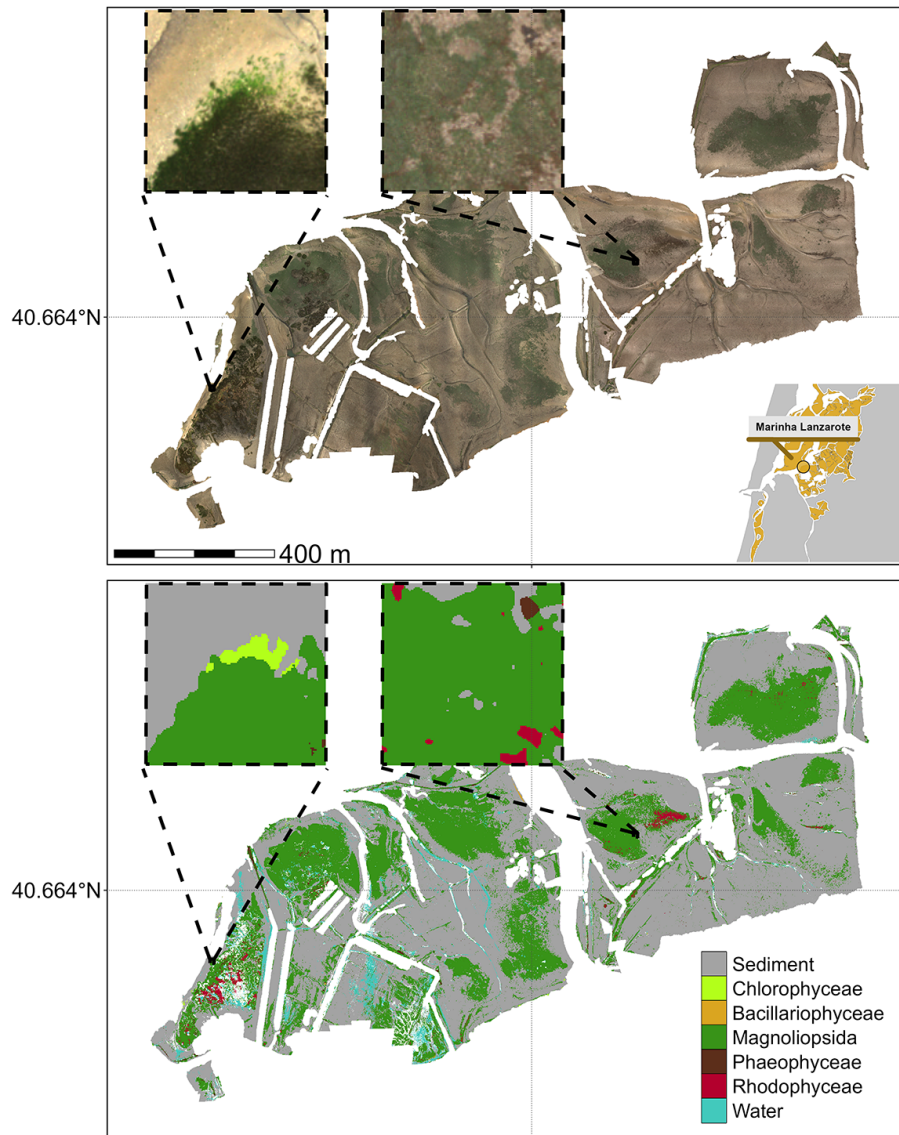 40.664°N
Marinha Lanzarote
400 m
40.664°N
Sediment
Chlorophyceae
Bacillariophyceae
Magnoliopsida
Phaeophyceae
Rhodophyceae
Water